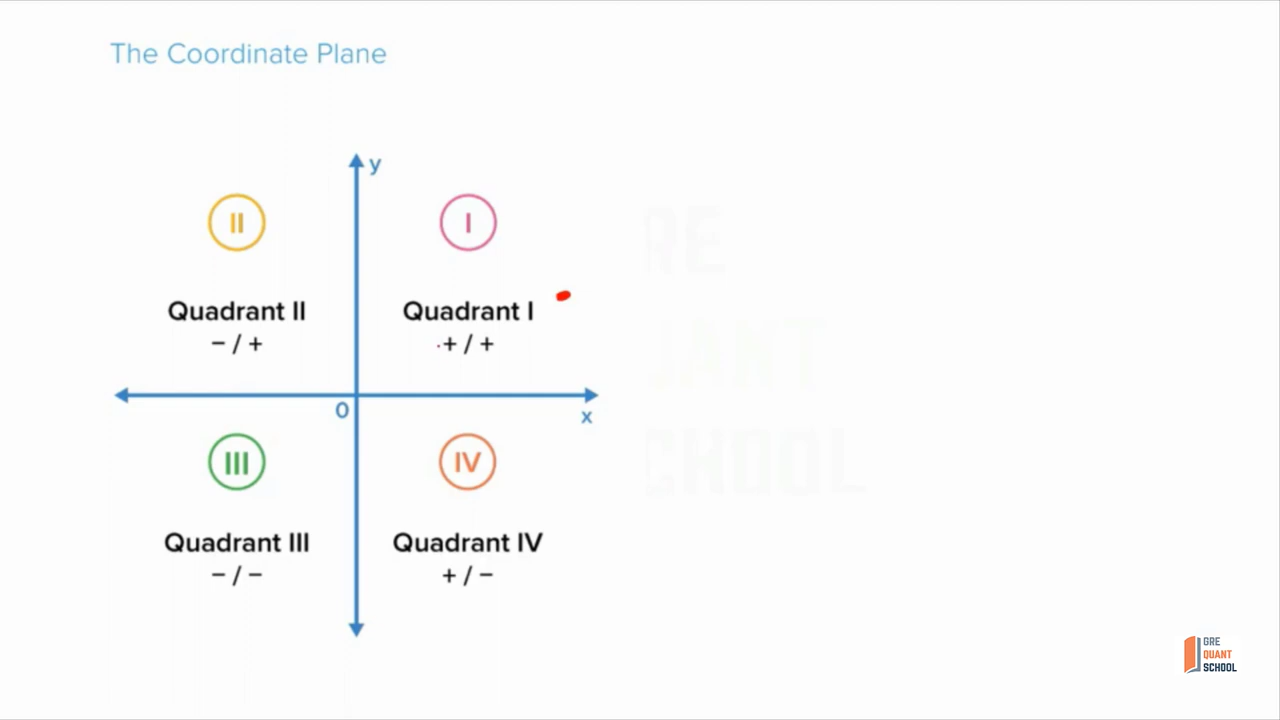 The Coordinate Plane
y
II
I
Quadrant II
Quadrant I
− / +
+ / +
0
x
III
IV
Quadrant III
Quadrant IV
− / −
+ / −
GRE
QUANT
SCHOOL